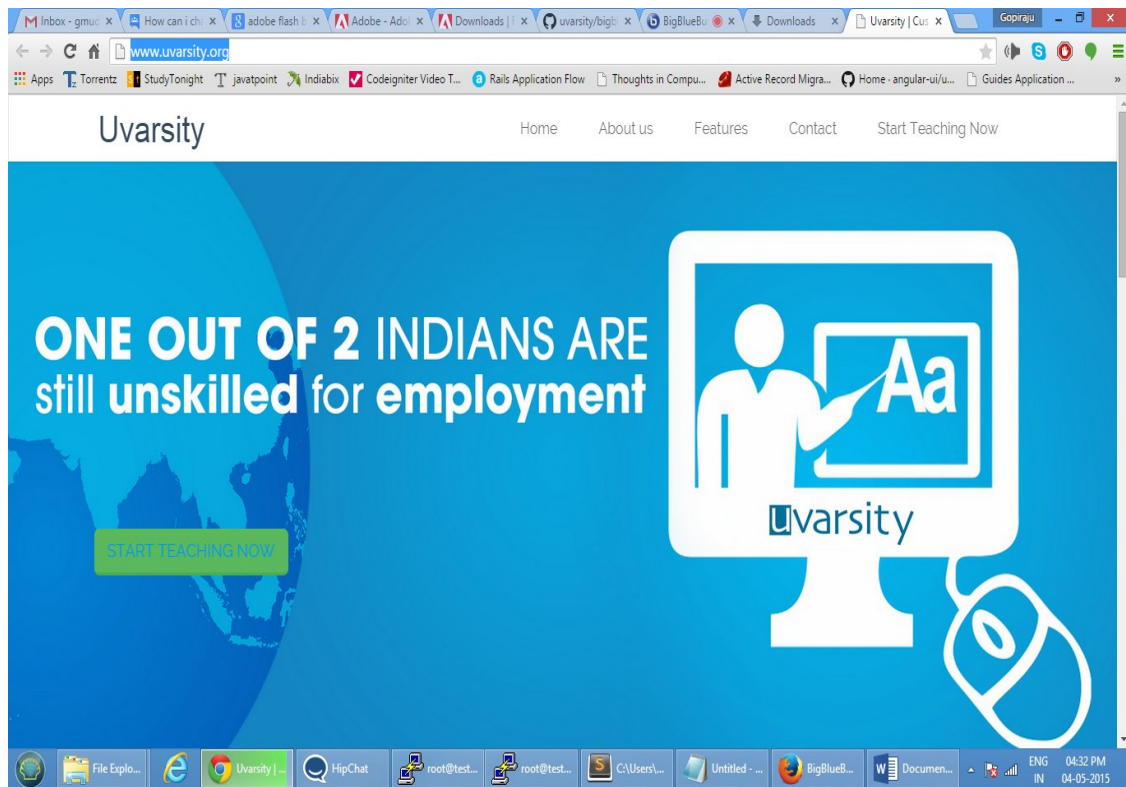 Inbox - gmuc
How can i ch
adobe flash b
Adobe - Adol
Downloads | F
uvarsity/bigb
BigBlueBu
Downloads
Uvarsity | Cus
Gopiraju
www.uvarsity.org
Apps
Torrentz
StudyTonight
javatpoint
Indiabix
Codeigniter Video T...
Rails Application Flow
Thoughts in Compu...
Active Record Migra...
Home · angular-ui/u...
Guides Application ...
»
Uvarsity
Home
About us
Features
Contact
Start Teaching Now
ONE OUT OF 2 INDIANS ARE
still unskilled for employment
Aa
uvarsity
START TEACHING NOW
File Explo...
Uvarsity | ...
HipChat
root@test...
root@test...
C:\Users\...
Untitled - ...
BigBlueB...
Documen...
ENG
IN
04:32 PM
04-05-2015